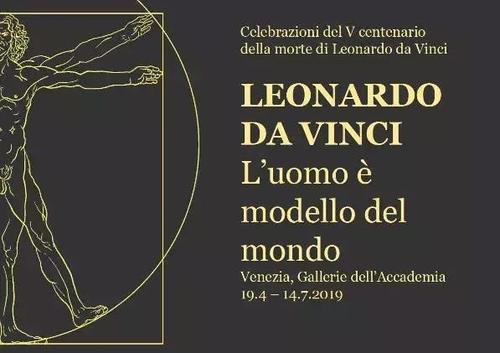 Celebrazioni del V centenario
della morte di Leonardo da Vinci
LEONARDO
DA VINCI
L’uomo è
modello del
mondo
Venezia, Gallerie dell’Accademia
19.4 – 14.7.2019